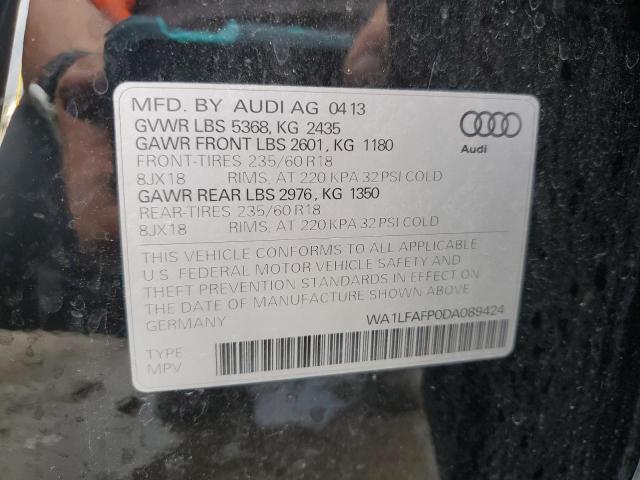 MFD. BY AUDI AG 04 13
GVWR LBS 5368, KG 2435
GAWR FRONT LBS 2601, KG 1180
FRONT-TIRES 235/60 R18
8JX18 RIMS, AT 220 KPA 32 PSI COLD
GAWR REAR LBS 2976, KG 1350
REAR-TIRES 235/60 R18
8JX18 RIMS, AT 220 KPA 32 PSI COLD
Audi
THIS VEHICLE CONFORMS TO ALL APPLICABLE
U.S. FEDERAL MOTOR VEHICLE SAFETY AND
THEFT PREVENTION STANDARDS IN EFFECT ON
THE DATE OF MANUFACTURE SHOWN ABOVE
GERMANY
WA1LFAFP0DA089424
TYPE
MPV